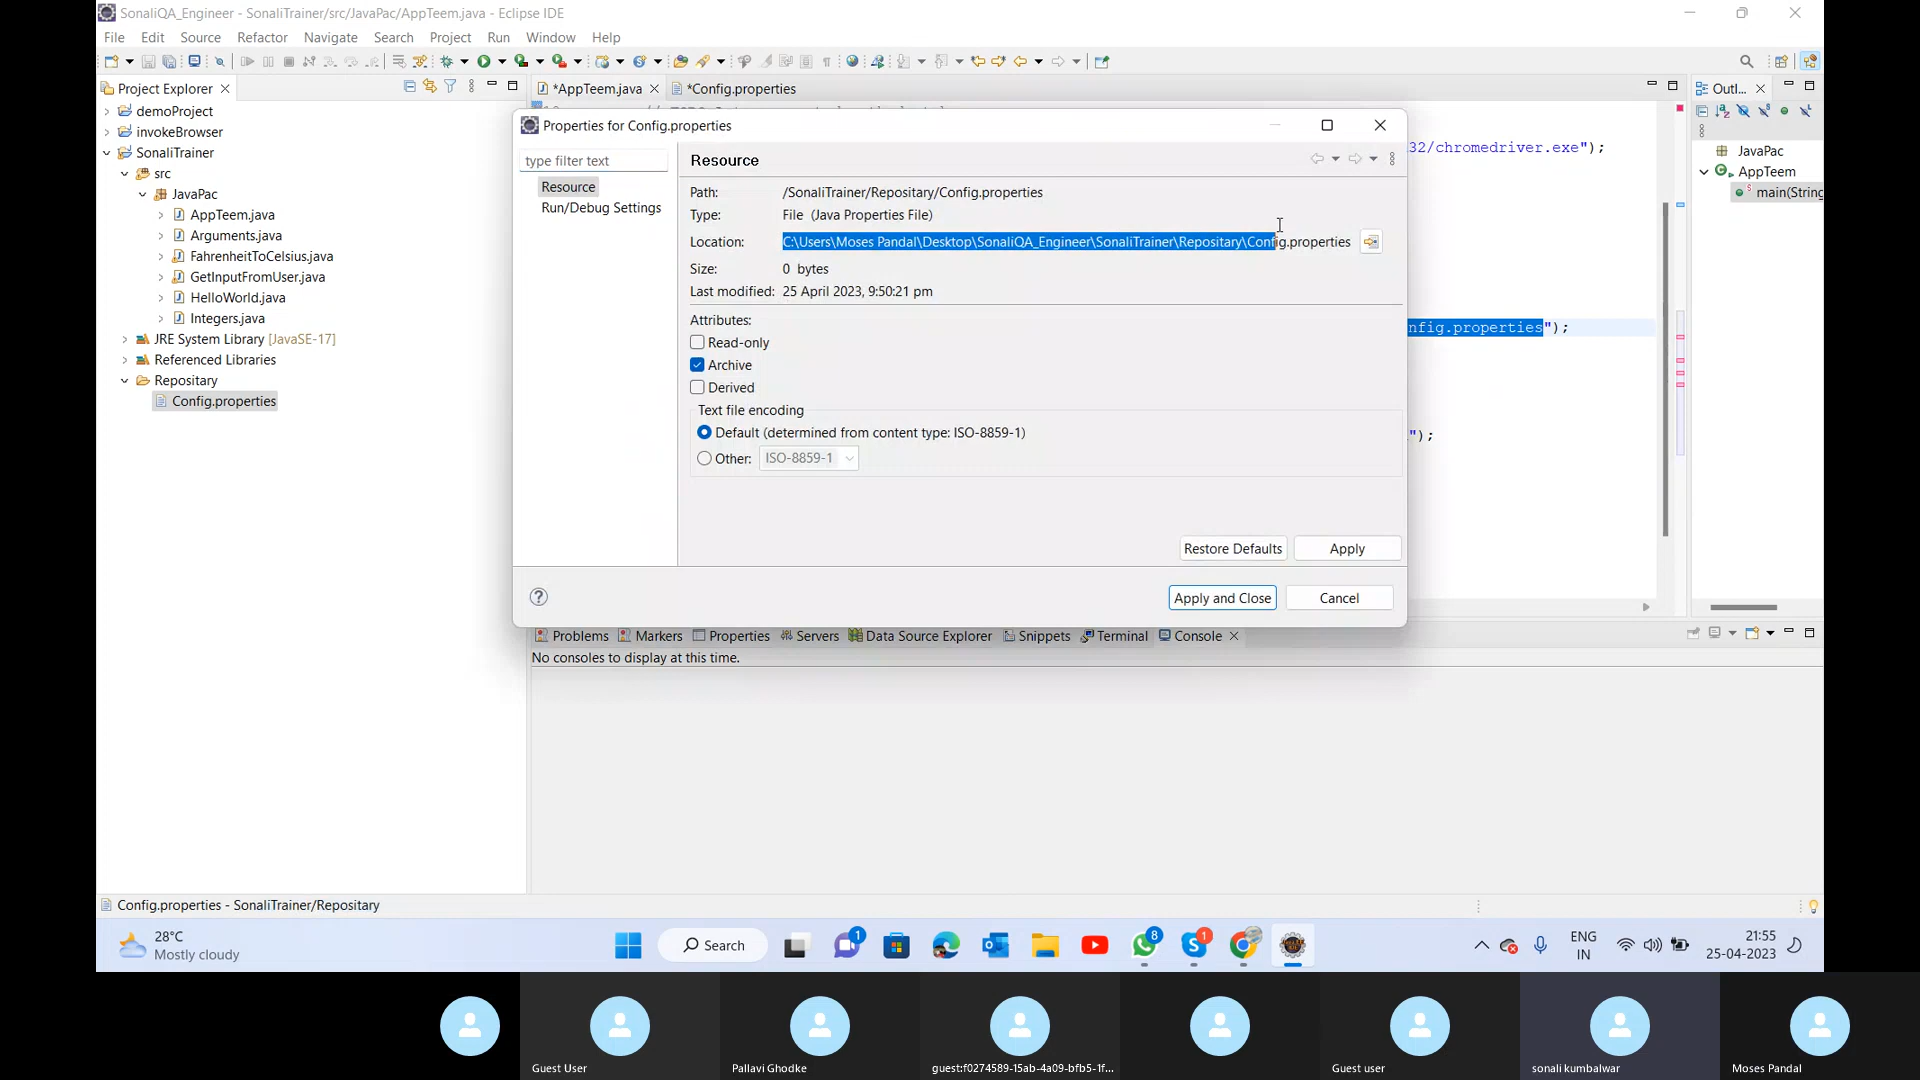 SonaliQA_Engineer - SonaliTrainer/src/JavaPac/AppTeem.java - Eclipse IDE
File Edit Source Refactor Navigate Search Project Run Window Help
Project Explorer
*AppTeem.java
*Config.properties
Outl...
demoProject
invokeBrowser
SonaliTrainer
src
JavaPac
AppTeem.java
Arguments.java
FahrenheitToCelsius.java
GetInputFromUser.java
HelloWorld.java
Integers.java
JRE System Library [JavaSE-17]
Referenced Libraries
Repositary
Config.properties
Properties for Config.properties
type filter text
Resource
Run/Debug Settings
Resource
Path: /SonaliTrainer/Repositary/Config.properties
Type: File (Java Properties File)
Location: C:\Users\Moses Pandal\Desktop\SonaliQA_Engineer\SonaliTrainer\Repositary\Config.properties
Size: 0 bytes
Last modified: 25 April 2023, 9:50:21 pm
Attributes:
Read-only
Archive
Derived
Text file encoding
Default (determined from content type: ISO-8859-1)
Other: ISO-8859-1
Restore Defaults Apply
Apply and Close Cancel
32/chromedriver.exe");
nfig.properties");
");
JavaPac
AppTeem
main(String
Problems Markers Properties Servers Data Source Explorer Snippets Terminal Console
No consoles to display at this time.
Config.properties - SonaliTrainer/Repositary
28°C
Mostly cloudy
Search
1
8
1
ENG
IN
21:55
25-04-2023
Guest User
Pallavi Ghodke
guest:f0274589-15ab-4a09-bfb5-1f...
Guest user
sonali kumbalwar
Moses Pandal